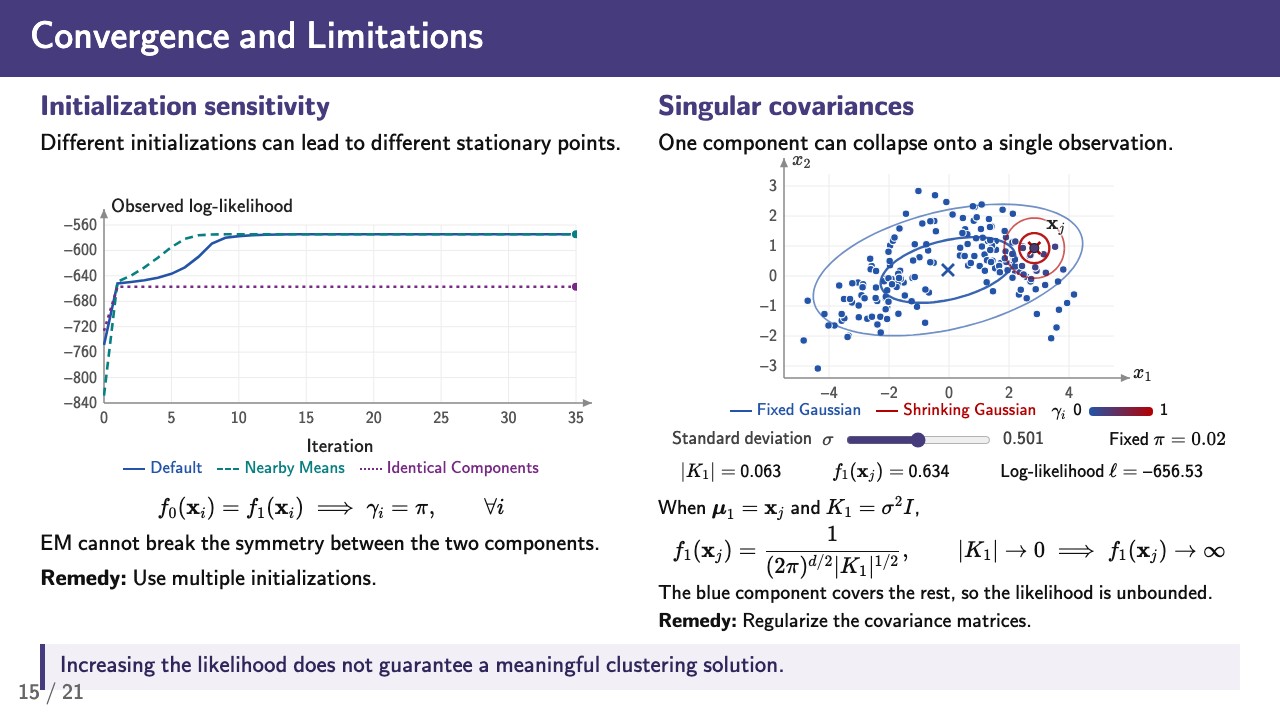 Convergence and Limitations
Initialization sensitivity
Different initializations can lead to different stationary points.
Observed log-likelihood
−560
−600
−640
−680
−720
−760
−800
−840
0 5 10 15 20 25 30 35
Iteration
Default Nearby Means Identical Components
f₀(xᵢ) = f₁(xᵢ) ⟹ γᵢ = π, ∀i
EM cannot break the symmetry between the two components.
Remedy: Use multiple initializations.
Singular covariances
One component can collapse onto a single observation.
x₂
3
2
1
0
−1
−2
−3
xⱼ
−4 −2 0 2 4
x₁
Fixed Gaussian Shrinking Gaussian γᵢ 0 1
Standard deviation σ 0.501 Fixed π = 0.02
|K₁| = 0.063 f₁(xⱼ) = 0.634 Log-likelihood ℓ = −656.53
When μ₁ = xⱼ and K₁ = σ²I,
f₁(xⱼ) = 1 / ((2π)^{d/2}|K₁|^{1/2}), |K₁| → 0 ⟹ f₁(xⱼ) → ∞
The blue component covers the rest, so the likelihood is unbounded.
Remedy: Regularize the covariance matrices.
Increasing the likelihood does not guarantee a meaningful clustering solution.
15 / 21